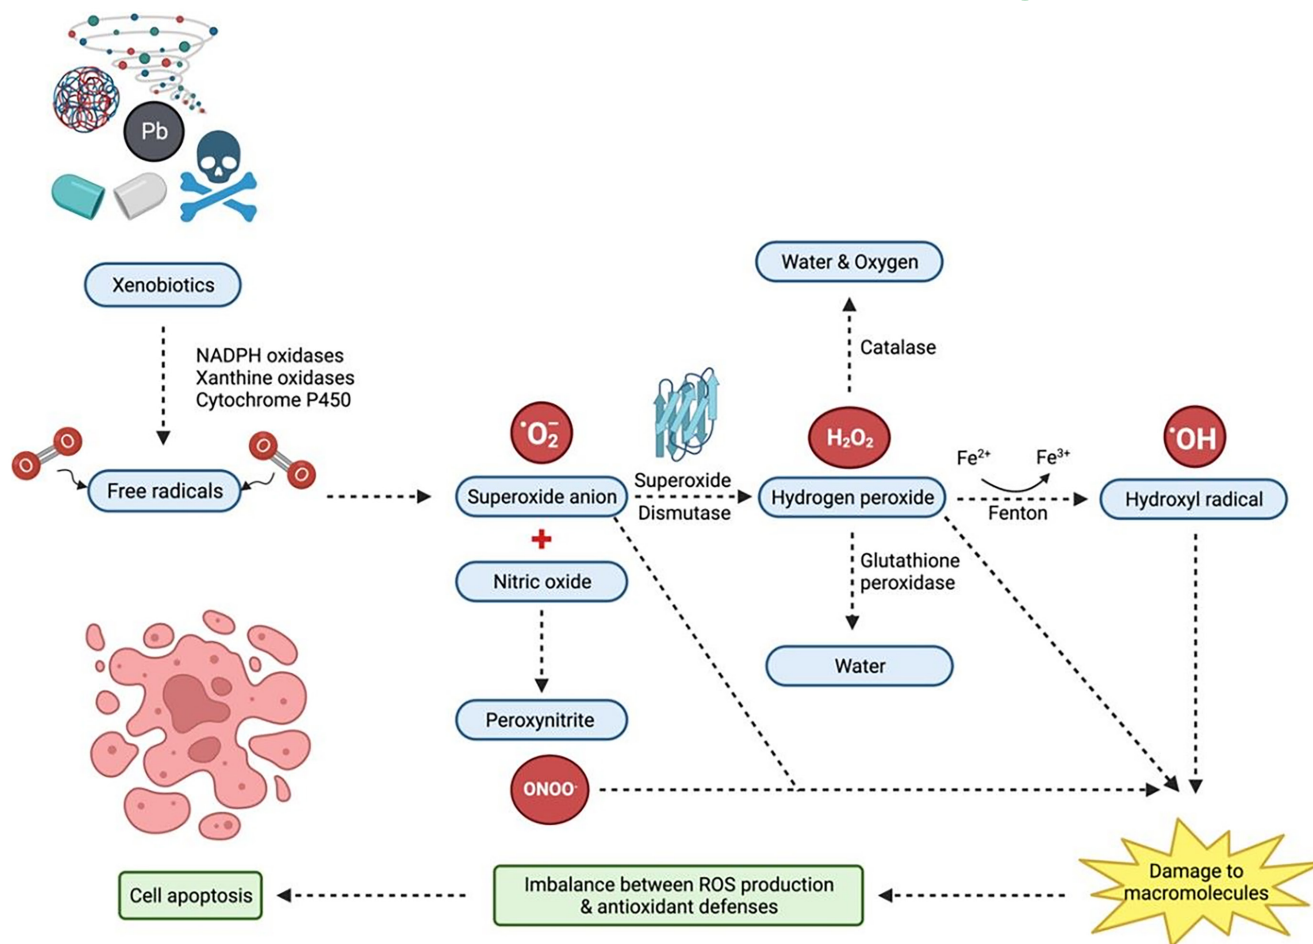 Pb
Xenobiotics
NADPH oxidases
Xanthine oxidases
Cytochrome P450
O
O
O
O
Free radicals
•O₂⁻
Superoxide anion
+
Nitric oxide
Peroxynitrite
ONOO⁻
Superoxide
Dismutase
Water & Oxygen
Catalase
H₂O₂
Hydrogen peroxide
Glutathione
peroxidase
Water
Fe²⁺
Fe³⁺
Fenton
•OH
Hydroxyl radical
Damage to
macromolecules
Imbalance between ROS production
& antioxidant defenses
Cell apoptosis